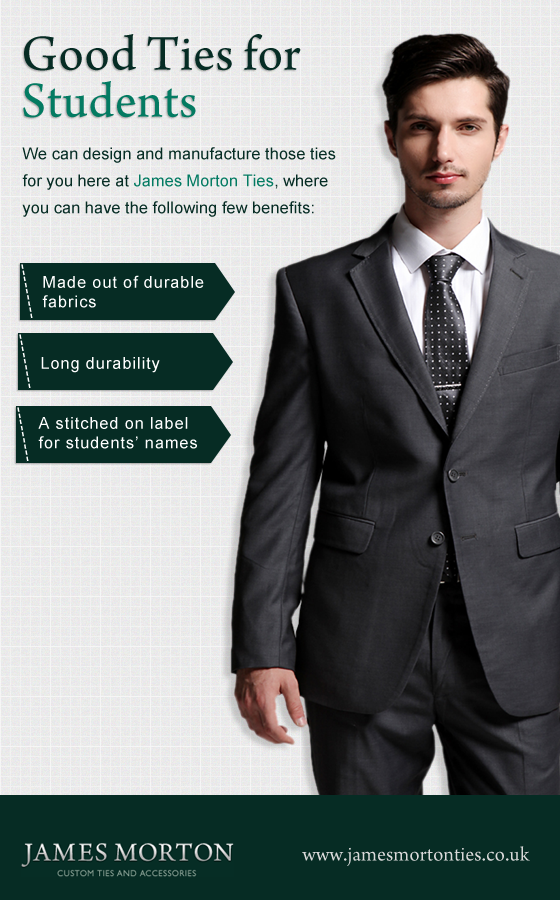 Good Ties for
Students
We can design and manufacture those ties
for you here at James Morton Ties, where
you can have the following few benefits:
Made out of durable
fabrics
Long durability
A stitched on label
for students’ names
JAMES MORTON
CUSTOM TIES AND ACCESSORIES
www.jamesmortonties.co.uk